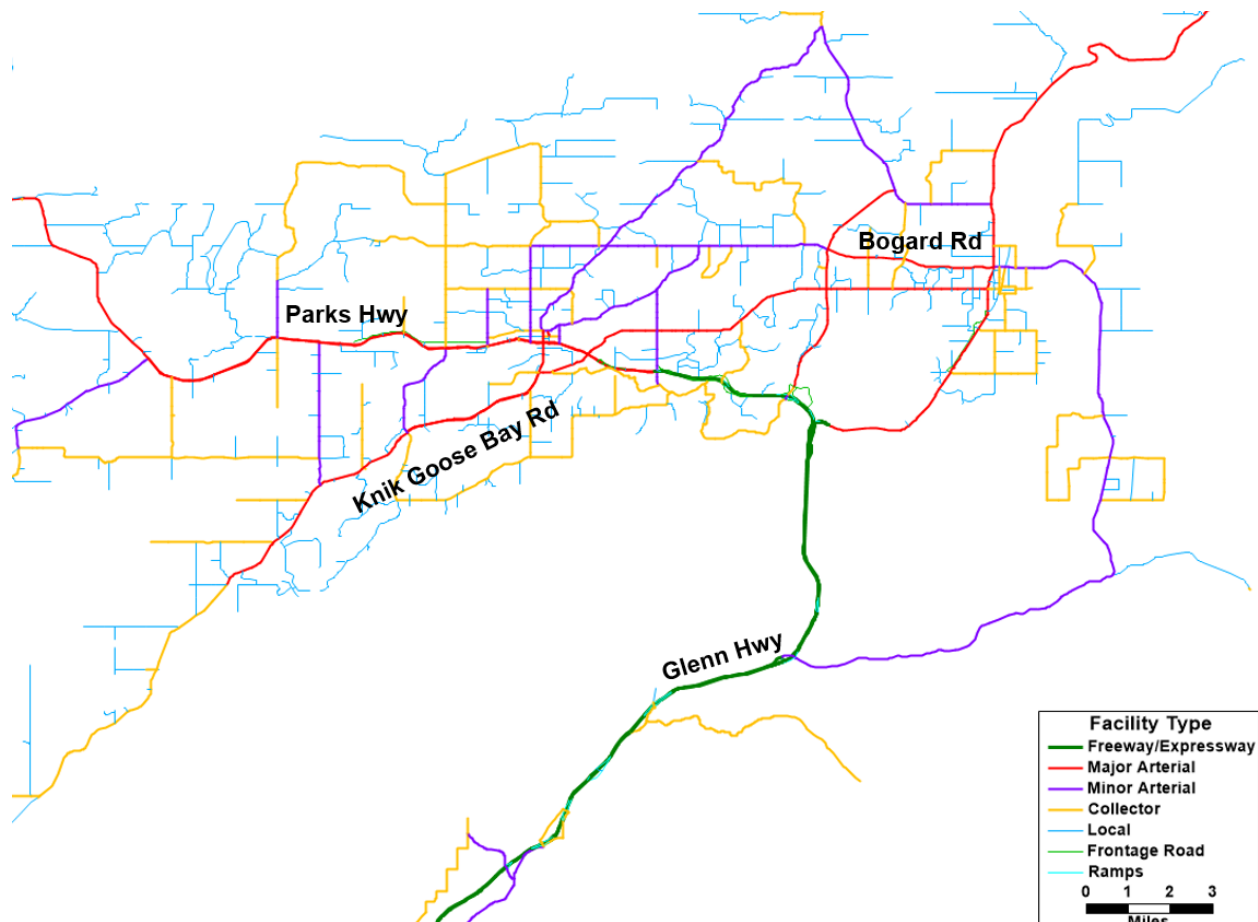 Bogard Rd
Parks Hwy
Knik Goose Bay Rd
Glenn Hwy
Facility Type
Freeway/Expressway
Major Arterial
Minor Arterial
Collector
Local
Frontage Road
Ramps
0 1 2 3
Miles